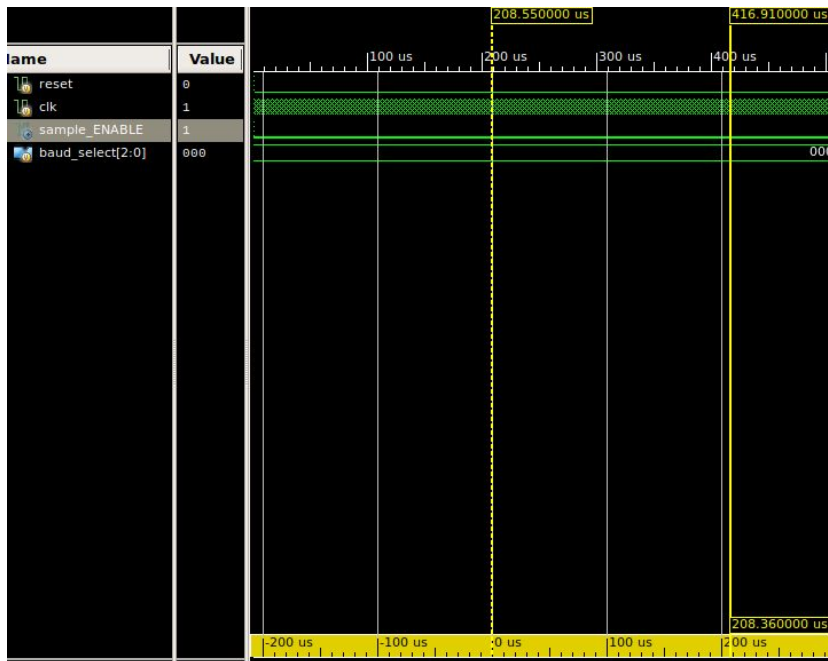 208.550000 us 416.910000 us
lame Value
100 us 200 us 300 us 400 us
reset 0
clk 1
sample_ENABLE 1
baud_select[2:0] 000 000
208.360000 us
-200 us -100 us 0 us 100 us 200 us